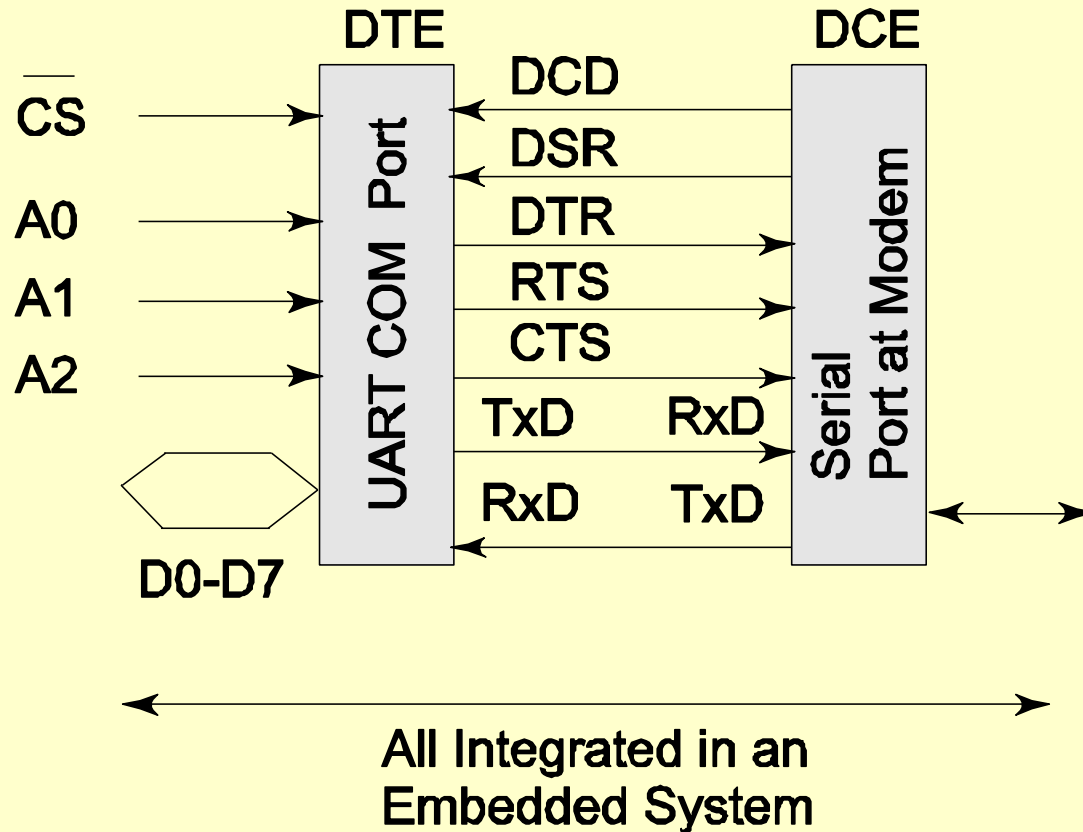 DTE
DCE
C̅S̅
A0
A1
A2
D0-D7
UART COM Port
DCD
DSR
DTR
RTS
CTS
TxD RxD
RxD TxD
Serial
Port at Modem
All Integrated in an
Embedded System